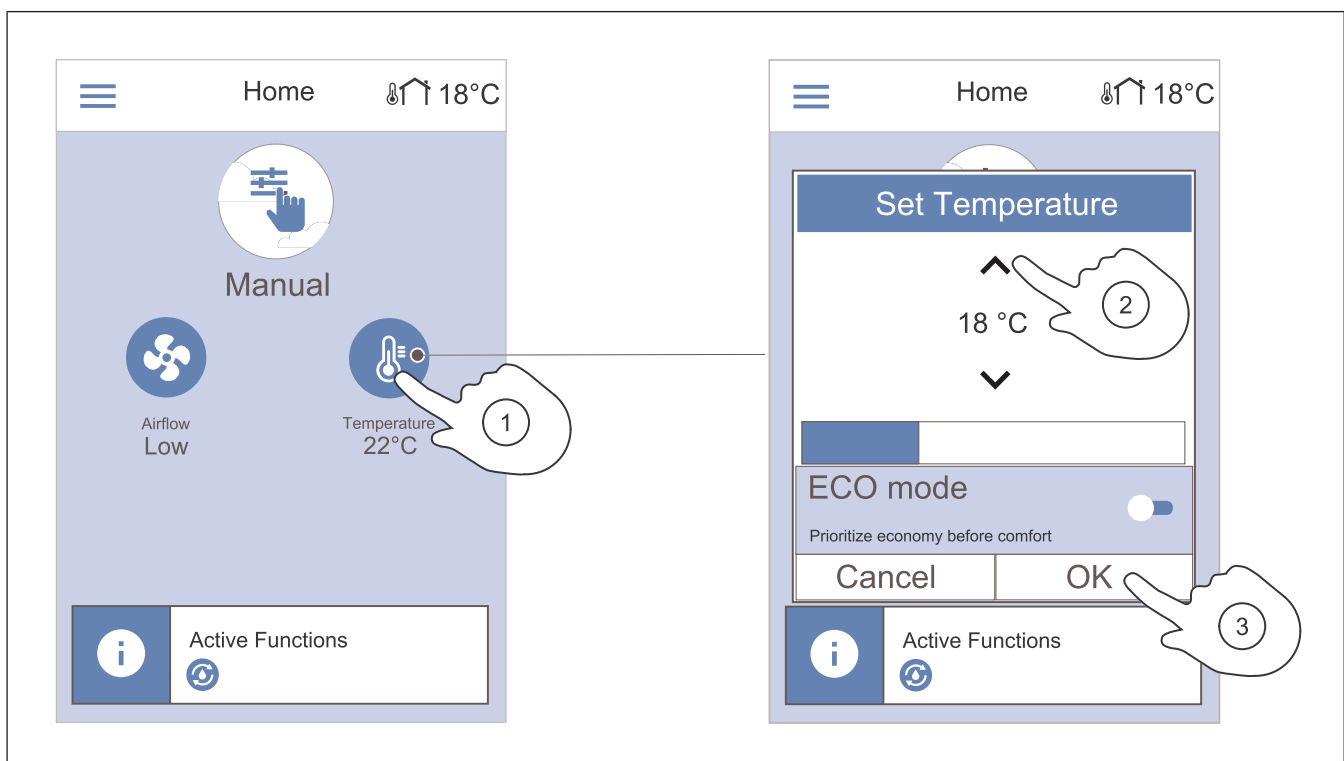 Home
18°C
Manual
Airflow
Low
Temperature
22°C
1
i
Active Functions
Home
18°C
Set Temperature
2
18 °C
ECO mode
Prioritize economy before comfort
Cancel
OK
3
i
Active Functions